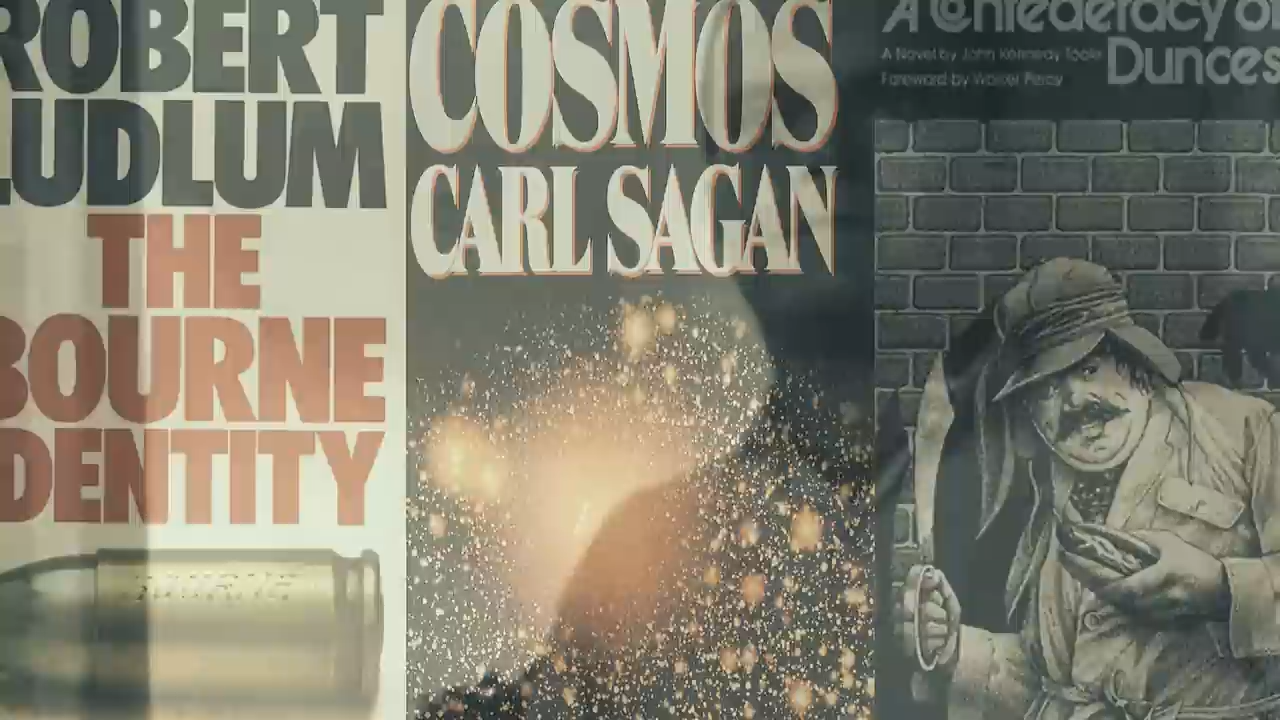 ROBERT
LUDLUM
THE
BOURNE
IDENTITY
COSMOS
CARL SAGAN
A Confederacy of
Dunces
A Novel by John Kennedy Toole
Foreword by Walker Percy